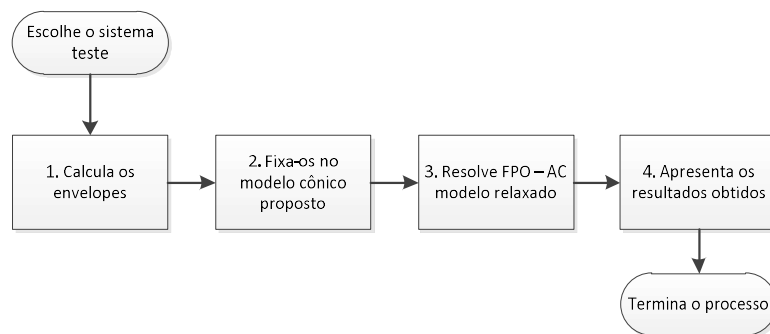 Escolhe o sistema
teste
1. Calcula os
envelopes
2. Fixa-os no
modelo cônico
proposto
3. Resolve FPO – AC
modelo relaxado
4. Apresenta os
resultados obtidos
Termina o processo